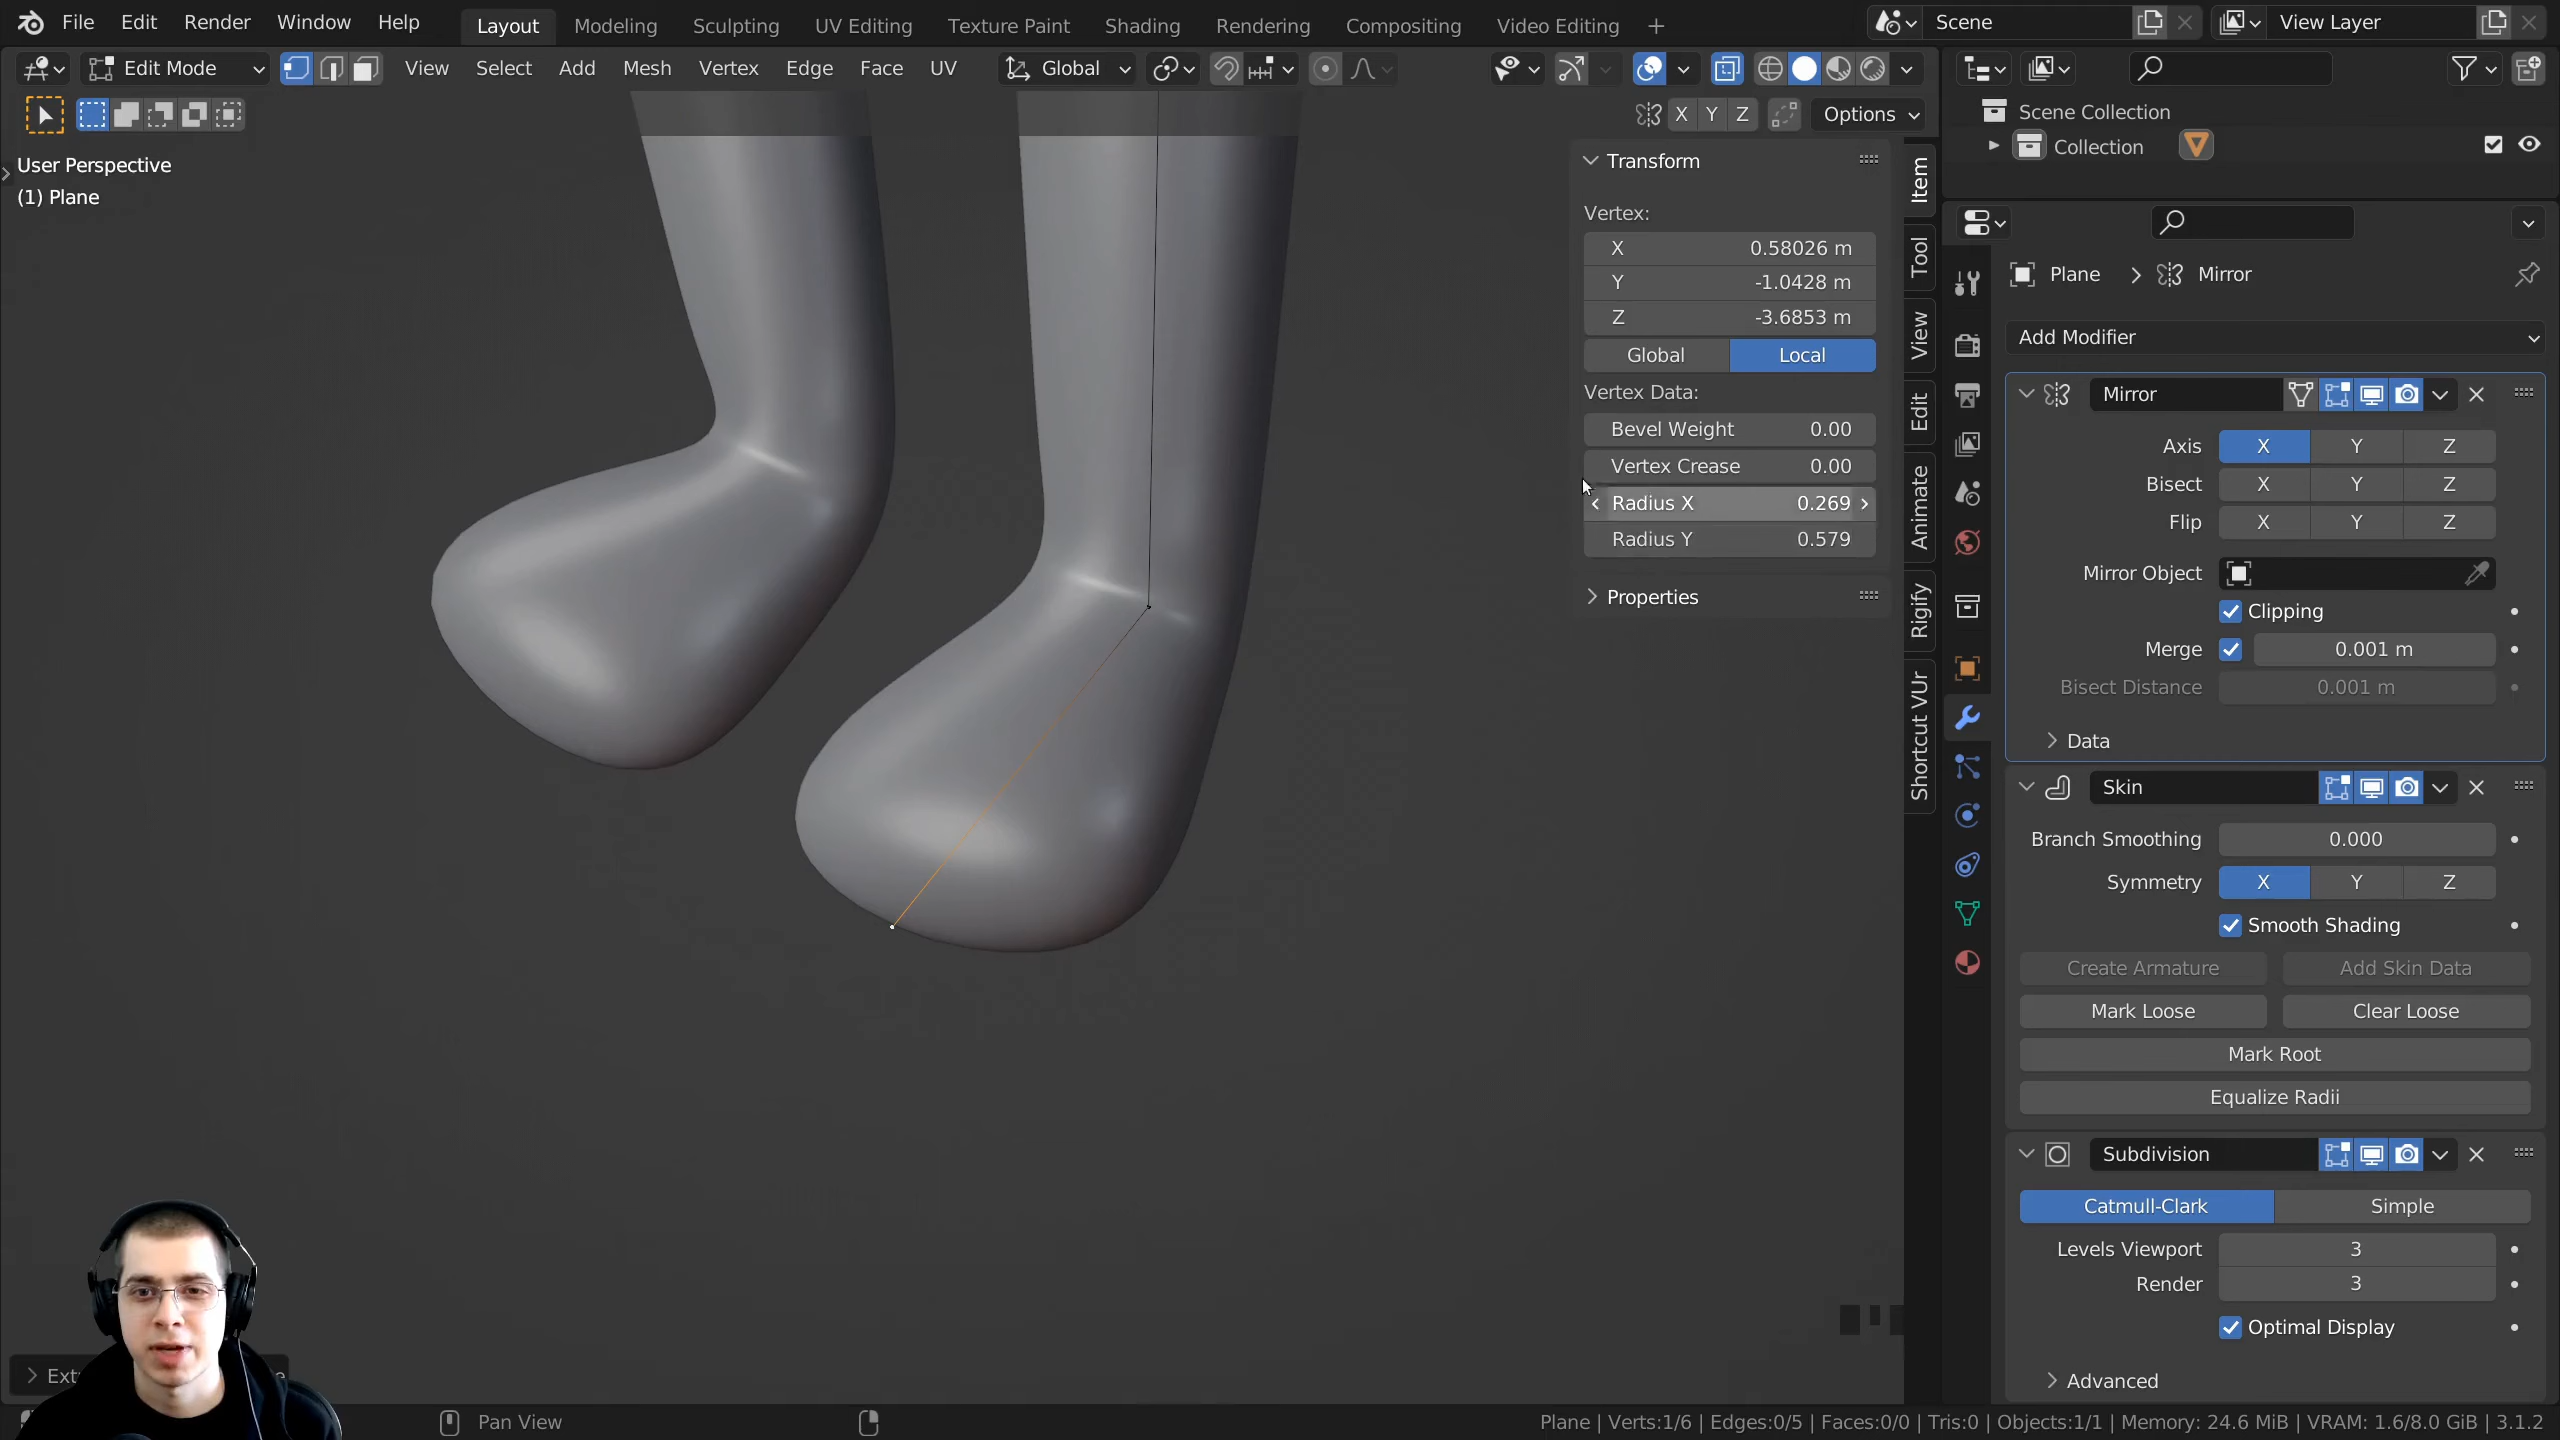 File Edit Render Window Help Layout Modeling Sculpting UV Editing Texture Paint Shading Rendering Compositing Video Editing + Scene View Layer
Edit Mode View Select Add Mesh Vertex Edge Face UV Global
X Y Z Options
User Perspective
(1) Plane
Transform
Vertex:
X 0.58026 m
Y -1.0428 m
Z -3.6853 m
Global Local
Vertex Data:
Bevel Weight 0.00
Vertex Crease 0.00
Radius X 0.269
Radius Y 0.579
Properties
Item
Tool
View
Edit
Animate
Rigify
Shortcut VUr
Scene Collection
Collection
Plane > Mirror
Add Modifier
Mirror
Axis X Y Z
Bisect X Y Z
Flip X Y Z
Mirror Object
Clipping
Merge 0.001 m
Bisect Distance 0.001 m
Data
Skin
Branch Smoothing 0.000
Symmetry X Y Z
Smooth Shading
Create Armature Add Skin Data
Mark Loose Clear Loose
Mark Root
Equalize Radii
Subdivision
Catmull-Clark Simple
Levels Viewport 3
Render 3
Optimal Display
Advanced
Pan View
Plane | Verts:1/6 | Edges:0/5 | Faces:0/0 | Tris:0 | Objects:1/1 | Memory: 24.6 MiB | VRAM: 1.6/8.0 GiB | 3.1.2